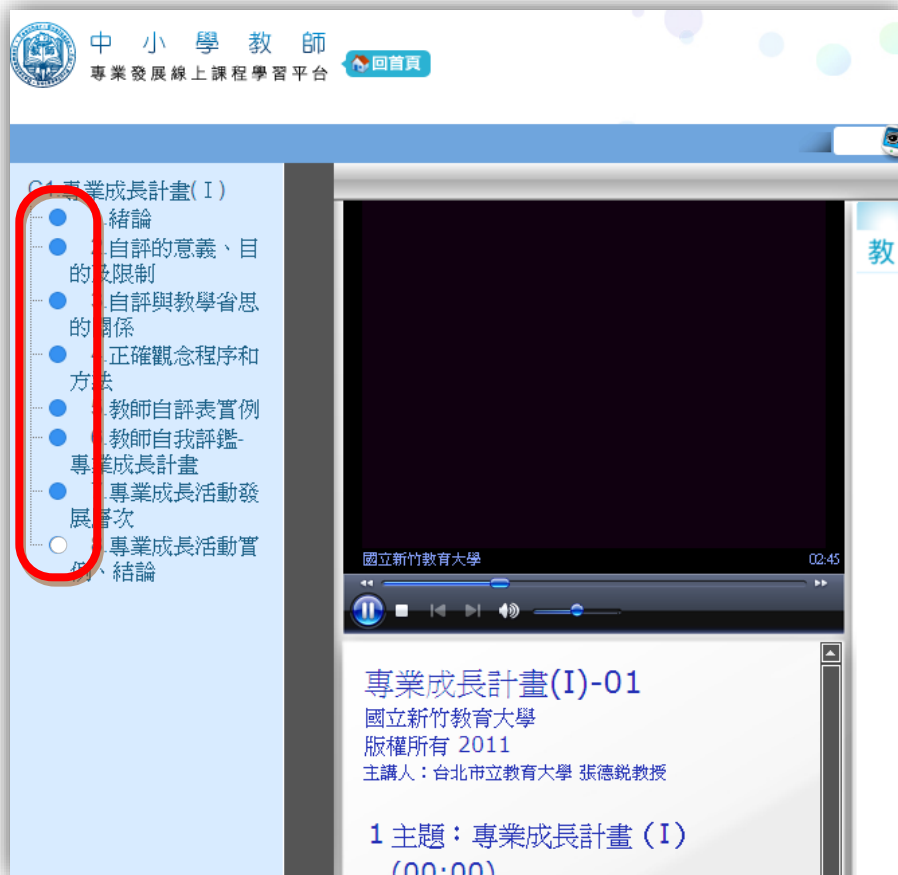 中小學教師
專業發展線上課程學習平台
回首頁
專業成長計畫(I)
緒論
自評的意義、目
的及限制
自評與教學省思
的關係
正確觀念程序和
方法
教師自評表實例
教師自我評鑑-
專業成長計畫
專業成長活動發
展層次
專業成長活動實
例、結論
教
國立新竹教育大學
02:45
專業成長計畫(I)-01
國立新竹教育大學
版權所有 2011
主講人：台北市立教育大學 張德銳教授
1 主題：專業成長計畫 (I)
(00:00)